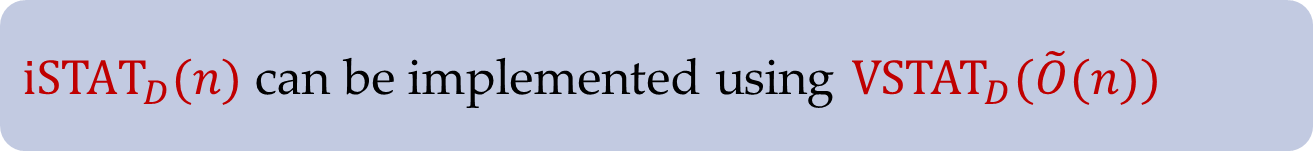 iSTAT_D(n) can be implemented using VSTAT_D(Õ(n))